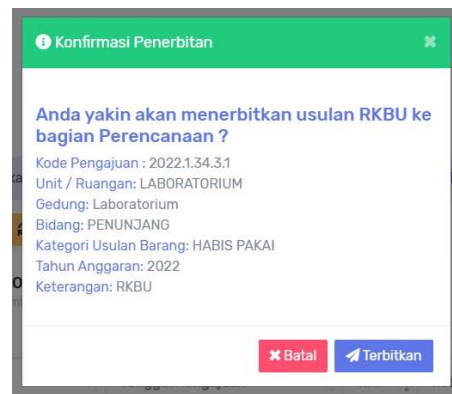 Konfirmasi Penerbitan
Anda yakin akan menerbitkan usulan RKBU ke
bagian Perencanaan ?
Kode Pengajuan : 2022.1.34.3.1
Unit / Ruangan: LABORATORIUM
Gedung: Laboratorium
Bidang: PENUNJANG
Kategori Usulan Barang: HABIS PAKAI
Tahun Anggaran: 2022
Keterangan: RKBU
Batal
Terbitkan